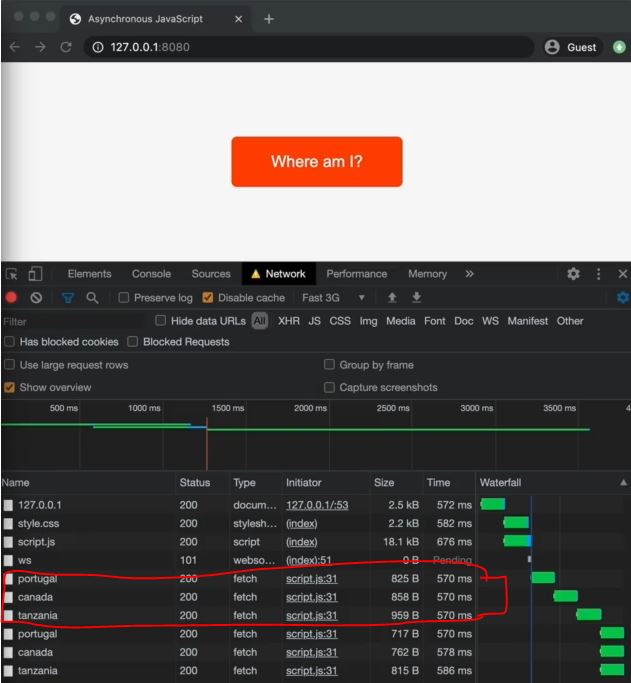 Asynchronous JavaScript
127.0.0.1:8080
Guest
Where am I?
Elements Console Sources Network Performance Memory
Preserve log Disable cache Fast 3G
Filter Hide data URLs All XHR JS CSS Img Media Font Doc WS Manifest Other
Has blocked cookies Blocked Requests
Use large request rows Group by frame
Show overview Capture screenshots
500 ms 1000 ms 1500 ms 2000 ms 2500 ms 3000 ms 3500 ms 4
Name Status Type Initiator Size Time Waterfall
127.0.0.1 200 docum... 127.0.0.1/:53 2.5 kB 572 ms
style.css 200 stylesh... (index) 2.2 kB 582 ms
script.js 200 script (index) 18.1 kB 676 ms
ws 101 webso... (index):51 0 B Pending
portugal 200 fetch script.js:31 825 B 570 ms
canada 200 fetch script.js:31 858 B 570 ms
tanzania 200 fetch script.js:31 959 B 570 ms
portugal 200 fetch script.js:31 717 B 570 ms
canada 200 fetch script.js:31 762 B 578 ms
tanzania 200 fetch script.js:31 815 B 586 ms